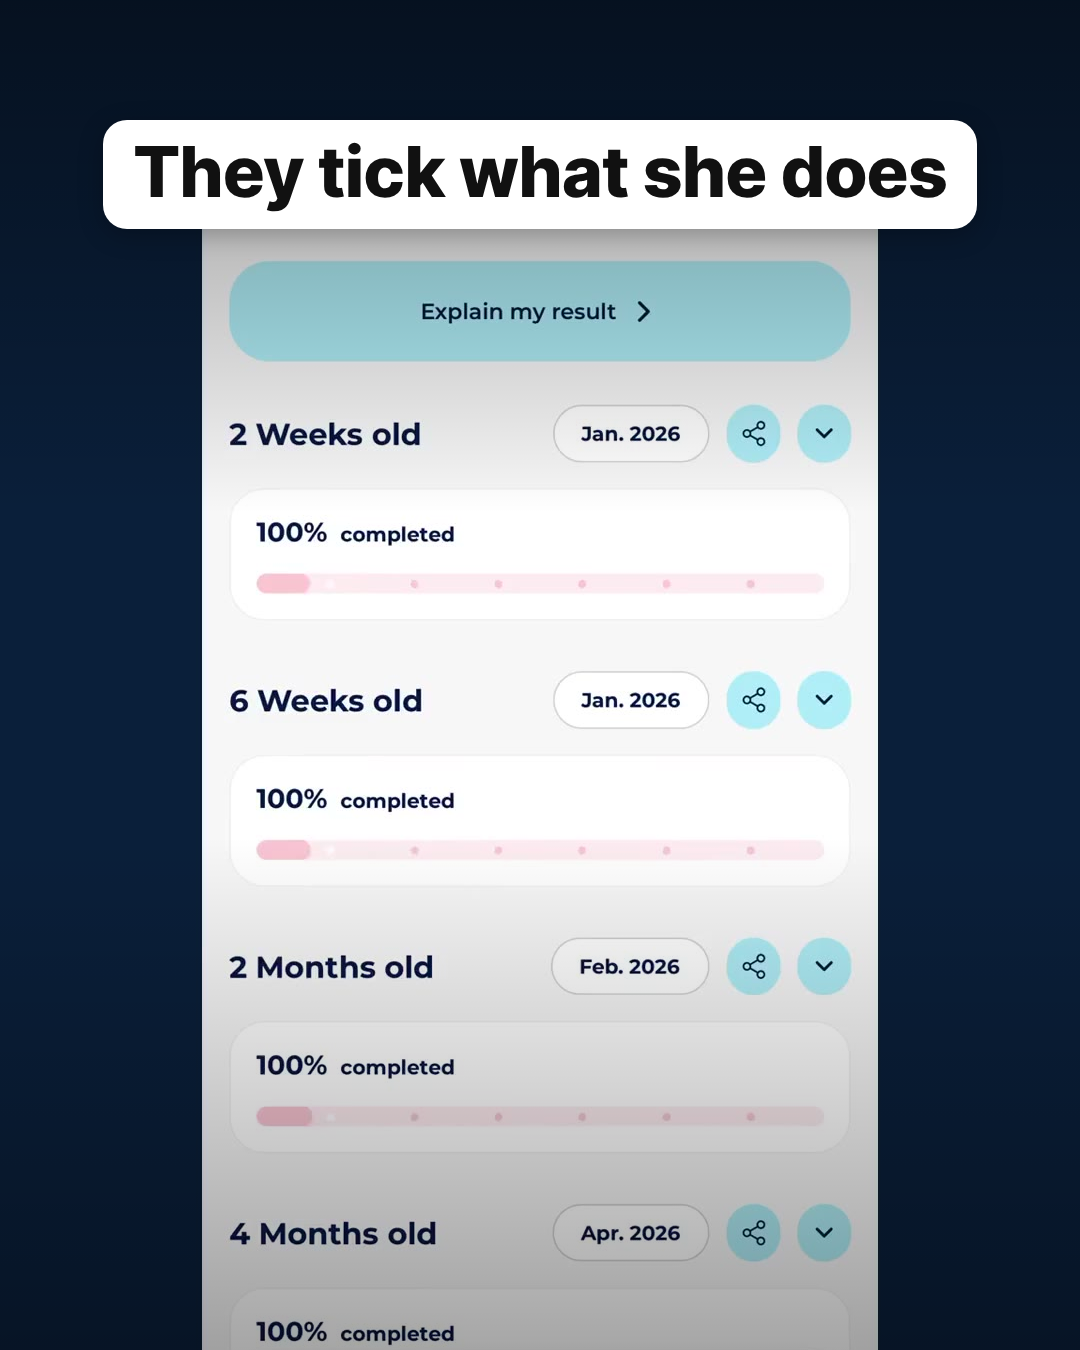 They tick what she does
Explain my result
2 Weeks old Jan. 2026
100% completed
6 Weeks old Jan. 2026
100% completed
2 Months old Feb. 2026
100% completed
4 Months old Apr. 2026
100% completed